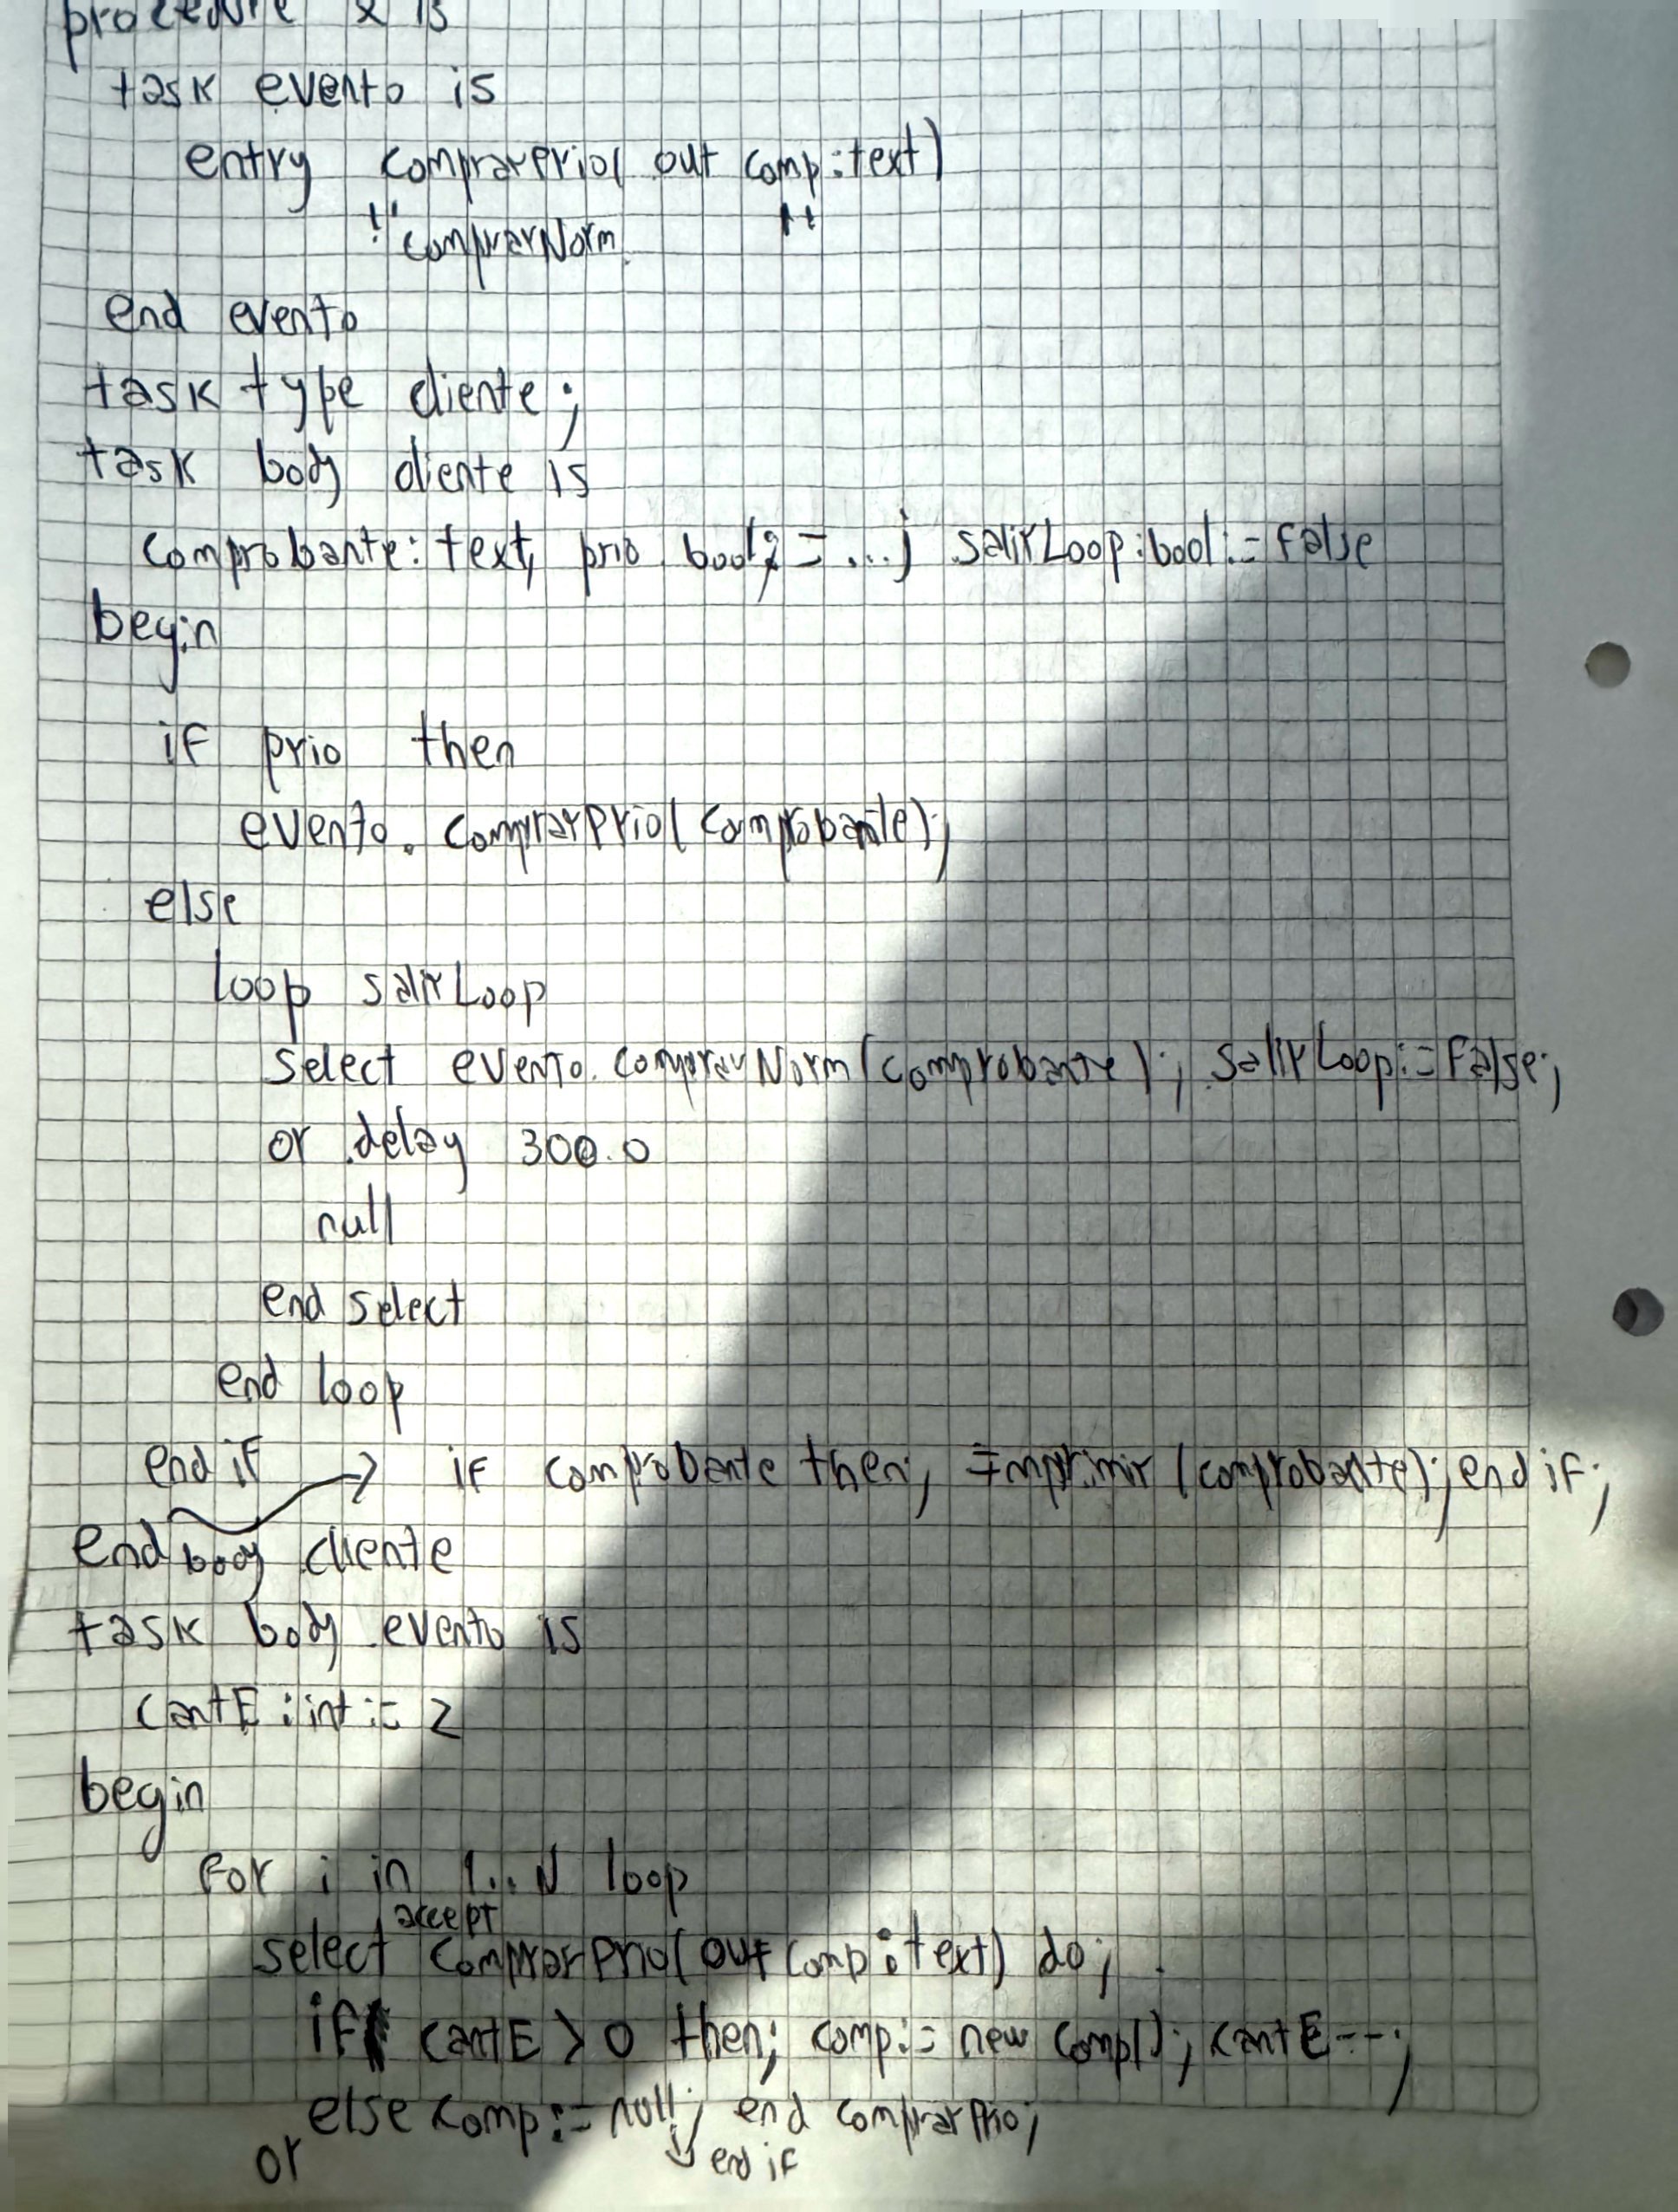 procedure x is
task evento is
entry comprarPrio( out comp:text)
" comprarNorm "
end evento
task type cliente;
task body cliente is
comprobante: text, prio bool; = ...; salirLoop:bool:= false
begin
if prio then
evento. comprarPrio( comprobante);
else
loop salirLoop
select evento. comprarNorm(comprobante); salirLoop:= False;
or delay 300.0
null
end select
end loop
end if → if comprobante then; Imprimir (comprobante); end if;
end body cliente
task body evento is
cantE : int := 2
begin
For i in 1..N loop
accept
select comprarPrio( out comp: text) do;
if cantE > 0 then; comp:= new Comp(); cantE--;
else comp:= null; end comprarPrio;
or ↓ end if